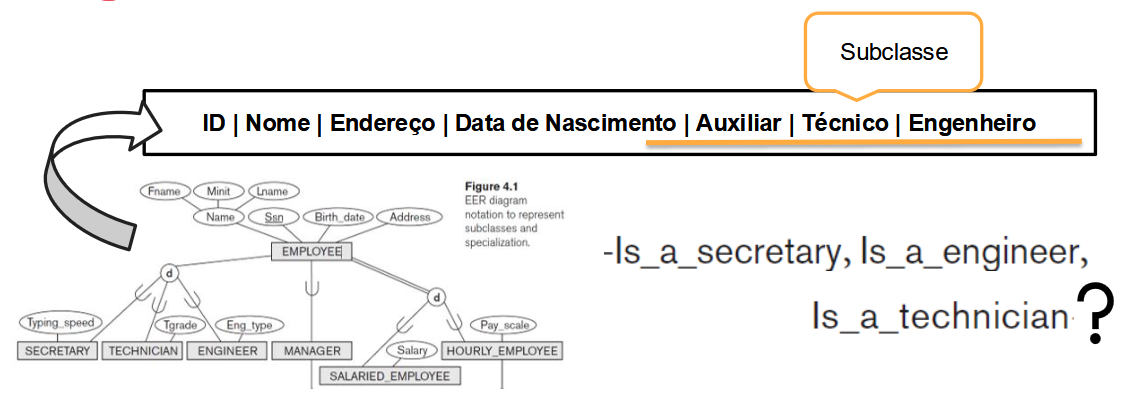 Subclasse
ID | Nome | Endereço | Data de Nascimento | Auxiliar | Técnico | Engenheiro
Figure 4.1
EER diagram
notation to represent
subclasses and
specialization.
Fname Minit Lname
Name Ssn Birth_date Address
EMPLOYEE
d
d
Typing_speed Tgrade Eng_type Pay_scale
SECRETARY TECHNICIAN ENGINEER MANAGER Salary HOURLY_EMPLOYEE
SALARIED_EMPLOYEE
-Is_a_secretary, Is_a_engineer,
Is_a_technician ?